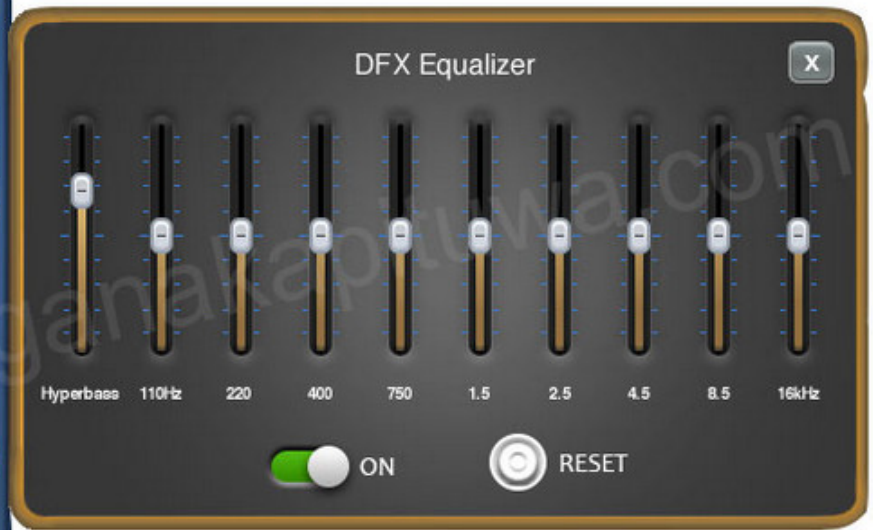 DFX Equalizer
X
Hyperbass 110Hz 220 400 750 1.5 2.5 4.5 8.5 16kHz
ON RESET
ganakapituwa.com